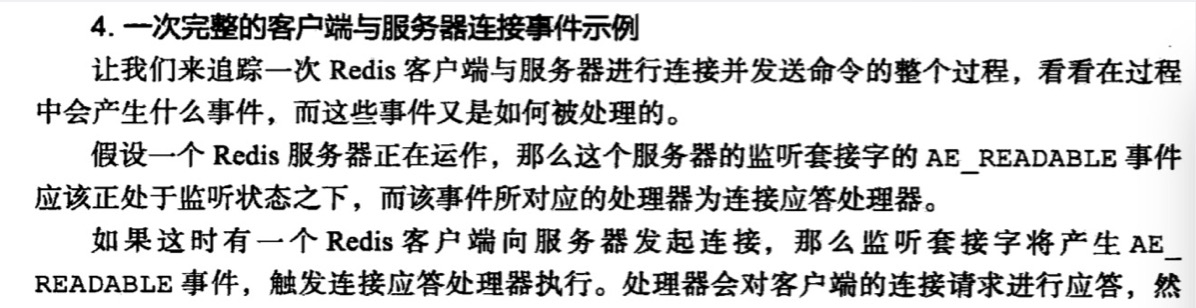 4. 一次完整的客户端与服务器连接事件示例
让我们来追踪一次 Redis 客户端与服务器进行连接并发送命令的整个过程，看看在过程
中会产生什么事件，而这些事件又是如何被处理的。
假设一个 Redis 服务器正在运作，那么这个服务器的监听套接字的 AE_READABLE 事件
应该正处于监听状态之下，而该事件所对应的处理器为连接应答处理器。
如果这时有一个 Redis 客户端向服务器发起连接，那么监听套接字将产生 AE_
READABLE 事件，触发连接应答处理器执行。处理器会对客户端的连接请求进行应答，然